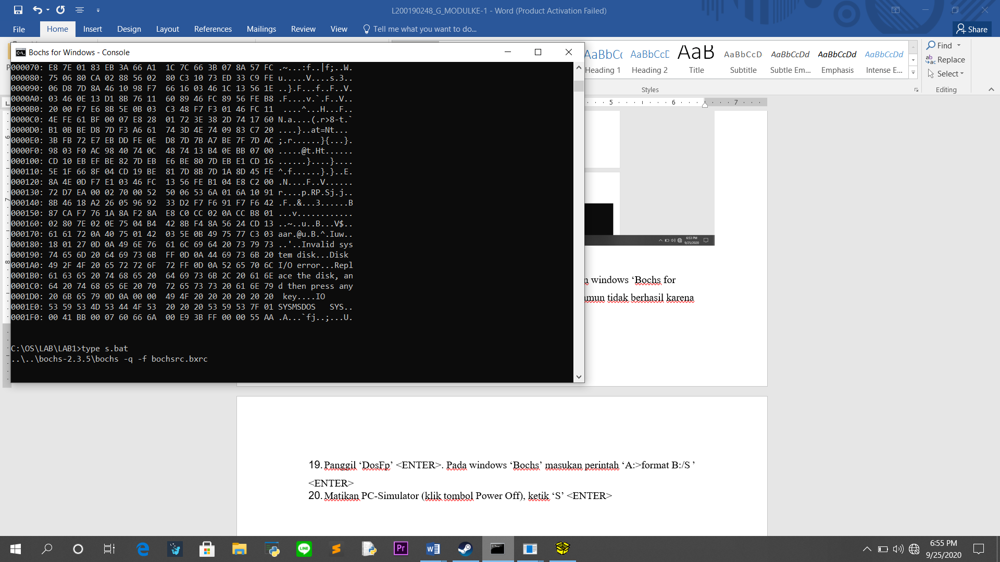 L200190248_G_MODULKE-1 - Word (Product Activation Failed)
File Home Insert Design Layout References Mailings Review View Tell me what you want to do... Share
Bochs for Windows - Console
000070: E8 7E 01 83 EB 3A 66 A1  1C 7C 66 3B 07 8A 57 FC .~...:f..|f;..W.
000080: 75 06 80 CA 02 88 56 02  80 C3 10 73 ED 33 C9 FE u.....V....s.3..
000090: 06 D8 7D 8A 46 10 98 F7  66 16 03 46 1C 13 56 1E ..}.F...f..F..V.
0000A0: 03 46 0E 13 D1 8B 76 11  60 89 46 FC 89 56 FE B8 .F....v.`.F..V..
0000B0: 20 00 F7 E6 8B 5E 0B 03  C3 48 F7 F3 01 46 FC 11  ....^...H...F..
0000C0: 4E FE 61 BF 00 07 E8 28  01 72 3E 38 2D 74 17 60 N.a....(.r>8-t.`
0000D0: B1 0B BE D8 7D F3 A6 61  74 3D 4E 74 09 83 C7 20 ....}..at=Nt...
0000E0: 3B FB 72 E7 EB DD FE 0E  D8 7D 7B A7 BE 7F 7D AC ;.r......}{...}.
0000F0: 98 03 F0 AC 98 40 74 0C  48 74 13 B4 0E BB 07 00 .....@t.Ht......
000100: CD 10 EB EF BE 82 7D EB  E6 BE 80 7D EB E1 CD 16 ......}....}....
000110: 5E 1F 66 8F 04 CD 19 BE  81 7D 8B 7D 1A 8D 45 FE ^.f......}.}..E.
000120: 8A 4E 0D F7 E1 03 46 FC  13 56 FE B1 04 E8 C2 00 .N....F..V......
000130: 72 D7 EA 00 02 70 00 52  50 06 53 6A 01 6A 10 91 r....p.RP.Sj.j..
000140: 8B 46 18 A2 26 05 96 92  33 D2 F7 F6 91 F7 F6 42 .F..&...3......B
000150: 87 CA F7 76 1A 8A F2 8A  E8 C0 CC 02 0A CC B8 01 ...v............
000160: 02 80 7E 02 0E 75 04 B4  42 8B F4 8A 56 24 CD 13 ..~..u..B...V$..
000170: 61 61 72 0A 40 75 01 42  03 5E 0B 49 75 77 C3 03 aar.@u.B.^.Iuw..
000180: 18 01 27 0D 0A 49 6E 76  61 6C 69 64 20 73 79 73 ..'..Invalid sys
000190: 74 65 6D 20 64 69 73 6B  FF 0D 0A 44 69 73 6B 20 tem disk...Disk
0001A0: 49 2F 4F 20 65 72 72 6F  72 FF 0D 0A 52 65 70 6C I/O error...Repl
0001B0: 61 63 65 20 74 68 65 20  64 69 73 6B 2C 20 61 6E ace the disk, an
0001C0: 64 20 74 68 65 6E 20 70  72 65 73 73 20 61 6E 79 d then press any
0001D0: 20 6B 65 79 0D 0A 00 00  49 4F 20 20 20 20 20 20  key....IO
0001E0: 53 59 53 4D 53 44 4F 53  20 20 20 53 59 53 7F 01 SYSMSDOS   SYS..
0001F0: 00 41 BB 00 07 60 66 6A  00 E9 3B FF 00 00 55 AA .A...`fj..;...U.
C:\OS\LAB\LAB1>type s.bat
..\..\bochs-2.3.5\bochs -q -f bochsrc.bxrc
AaBbCc AaBbCcD AaB AaBbCcD AaBbCcDd AaBbCcDd AaBbCcDd
Heading 1 Heading 2 Title Subtitle Subtle Em... Emphasis Intense E...
Styles
Find
Replace
Select
Editing
5 6 7
6
7
8
6:53 PM
9/25/2020
n windows ‘Bochs for
amun tidak berhasil karena
19. Panggil ‘DosFp’ <ENTER>. Pada windows ‘Bochs’ masukan perintah ‘A:>format B:/S ’
<ENTER>
20. Matikan PC-Simulator (klik tombol Power Off), ketik ‘S’ <ENTER>
LINE
Pr
6:55 PM
9/25/2020